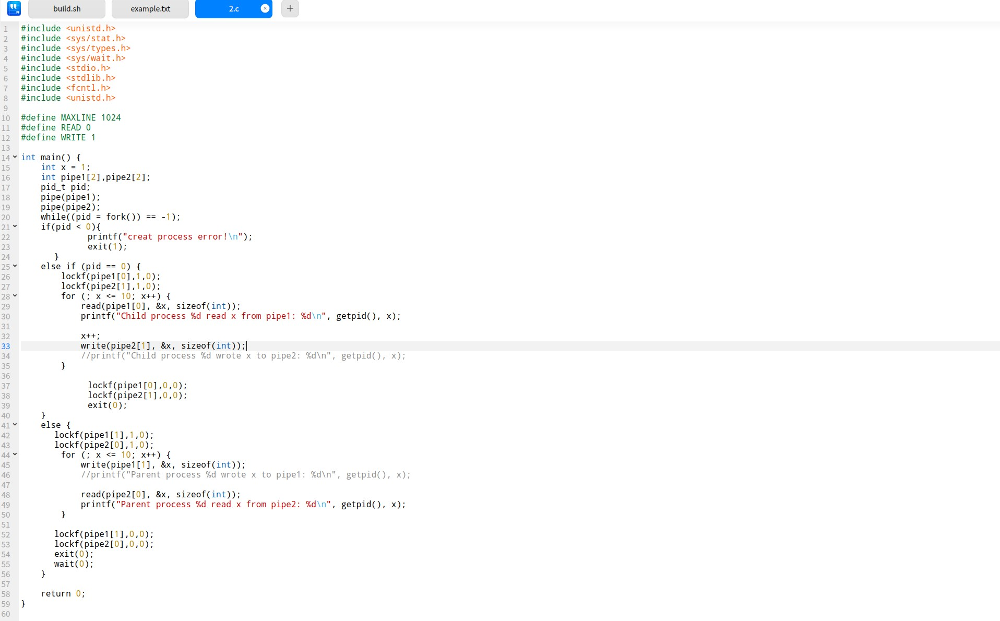 build.sh example.txt 2.c
1 #include <unistd.h>
2 #include <sys/stat.h>
3 #include <sys/types.h>
4 #include <sys/wait.h>
5 #include <stdio.h>
6 #include <stdlib.h>
7 #include <fcntl.h>
8 #include <unistd.h>
9
10 #define MAXLINE 1024
11 #define READ 0
12 #define WRITE 1
13
14 int main() {
15     int x = 1;
16     int pipe1[2],pipe2[2];
17     pid_t pid;
18     pipe(pipe1);
19     pipe(pipe2);
20     while((pid = fork()) == -1);
21     if(pid < 0){
22              printf("creat process error!\n");
23              exit(1);
24        }
25     else if (pid == 0) {
26         lockf(pipe1[0],1,0);
27         lockf(pipe2[1],1,0);
28         for (; x <= 10; x++) {
29             read(pipe1[0], &x, sizeof(int));
30             printf("Child process %d read x from pipe1: %d\n", getpid(), x);
31
32             x++;
33             write(pipe2[1], &x, sizeof(int));
34             //printf("Child process %d wrote x to pipe2: %d\n", getpid(), x);
35         }
36
37              lockf(pipe1[0],0,0);
38              lockf(pipe2[1],0,0);
39              exit(0);
40     }
41     else {
42        lockf(pipe1[1],1,0);
43        lockf(pipe2[0],1,0);
44         for (; x <= 10; x++) {
45             write(pipe1[1], &x, sizeof(int));
46             //printf("Parent process %d wrote x to pipe1: %d\n", getpid(), x);
47
48             read(pipe2[0], &x, sizeof(int));
49             printf("Parent process %d read x from pipe2: %d\n", getpid(), x);
50         }
51
52        lockf(pipe1[1],0,0);
53        lockf(pipe2[0],0,0);
54        exit(0);
55        wait(0);
56     }
57
58     return 0;
59 }
60